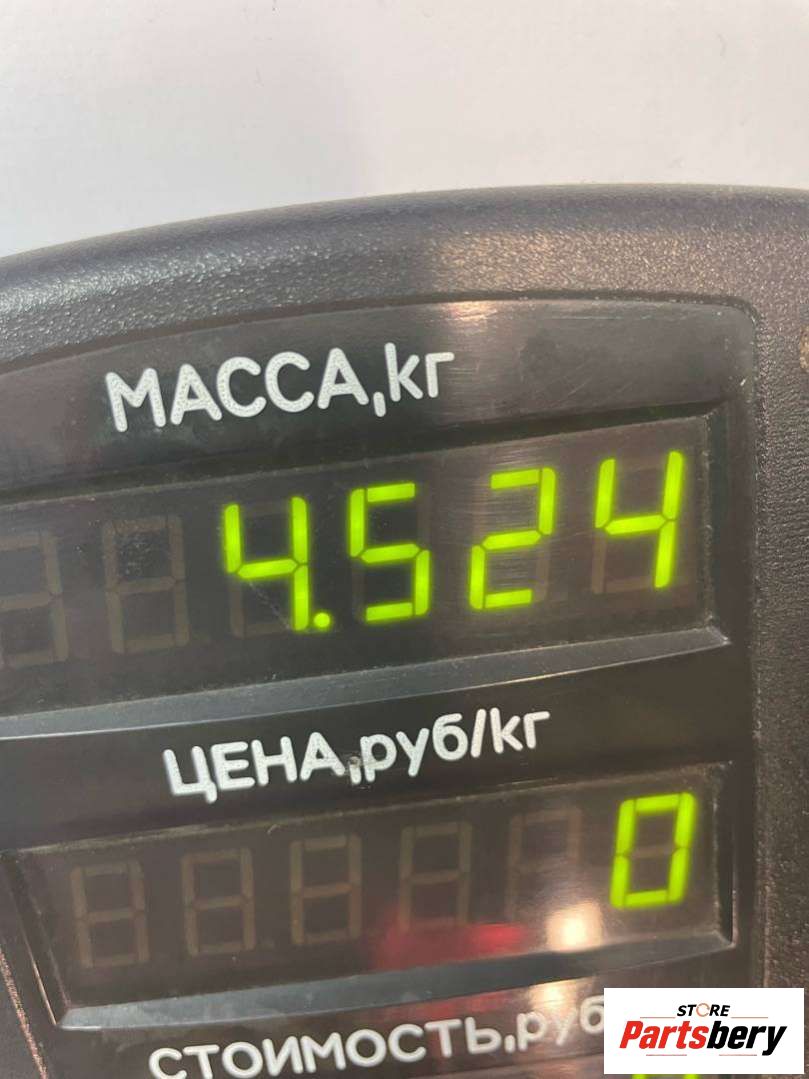 МАССА,кг
4.524
ЦЕНА,руб/кг
0
СТОИМОСТЬ,руб
STORE
Partsbery